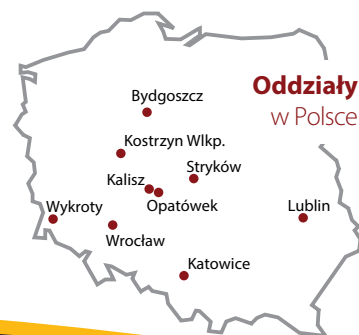 Oddziały
w Polsce
Bydgoszcz
Kostrzyn Wlkp.
Stryków
Kalisz
Opatówek
Wykroty
Lublin
Wrocław
Katowice